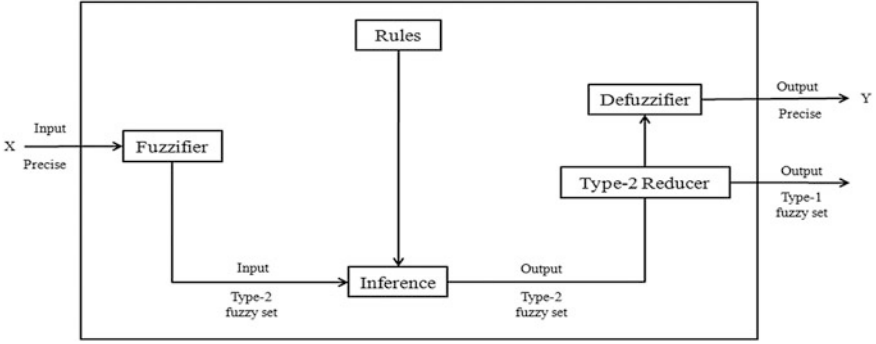 Rules
Defuzzifier
Output
Precise
Y
X
Input
Precise
Fuzzifier
Type-2 Reducer
Output
Type-1
fuzzy set
Input
Type-2
fuzzy set
Inference
Output
Type-2
fuzzy set